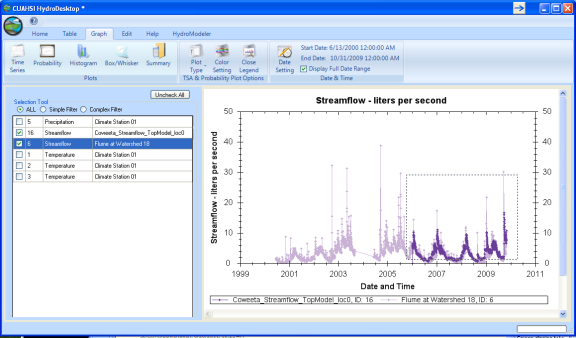 CUAHSI HydroDesktop *
Home Table Graph Edit Help HydroModeler
Time Series Probability Histogram Box/Whisker Summary Plot Type Color Setting Close Legend Date Setting
Start Date: 6/13/2000 12:00:00 AM
End Date: 10/31/2009 12:00:00 AM
Display Full Date Range
Plots TSA & Probability Plot Options Date & Time
Uncheck All
Selection Tool
ALL Simple Filter Complex Filter
5 Precipitation Climate Station 01
16 Streamflow Coweeta_Streamflow_TopModel_loc0
6 Streamflow Flume at Watershed 18
1 Temperature Climate Station 01
2 Temperature Climate Station 01
3 Temperature Climate Station 01
Streamflow - liters per second
50 50
40 40
30 30
20 20
10 10
0 0
Streamflow - liters per second
1999 2001 2003 2005 2007 2009 2011
Date and Time
Coweeta_Streamflow_TopModel_loc0, ID: 16 Flume at Watershed 18, ID: 6